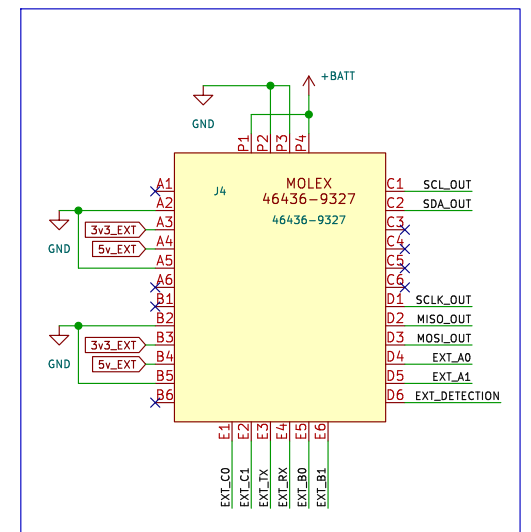 +BATT
GND
P1
P2
P3
P4
J4
MOLEX
46436-9327
46436-9327
A1
A2
3v3_EXT
A3
5v_EXT
A4
GND
A5
A6
B1
B2
3v3_EXT
B3
5v_EXT
B4
GND
B5
B6
C1
SCL_OUT
C2
SDA_OUT
C3
C4
C5
C6
D1
SCLK_OUT
D2
MISO_OUT
D3
MOSI_OUT
D4
EXT_A0
D5
EXT_A1
D6
EXT_DETECTION
E1
E2
E3
E4
E5
E6
EXT_C0
EXT_C1
EXT_TX
EXT_RX
EXT_B0
EXT_B1